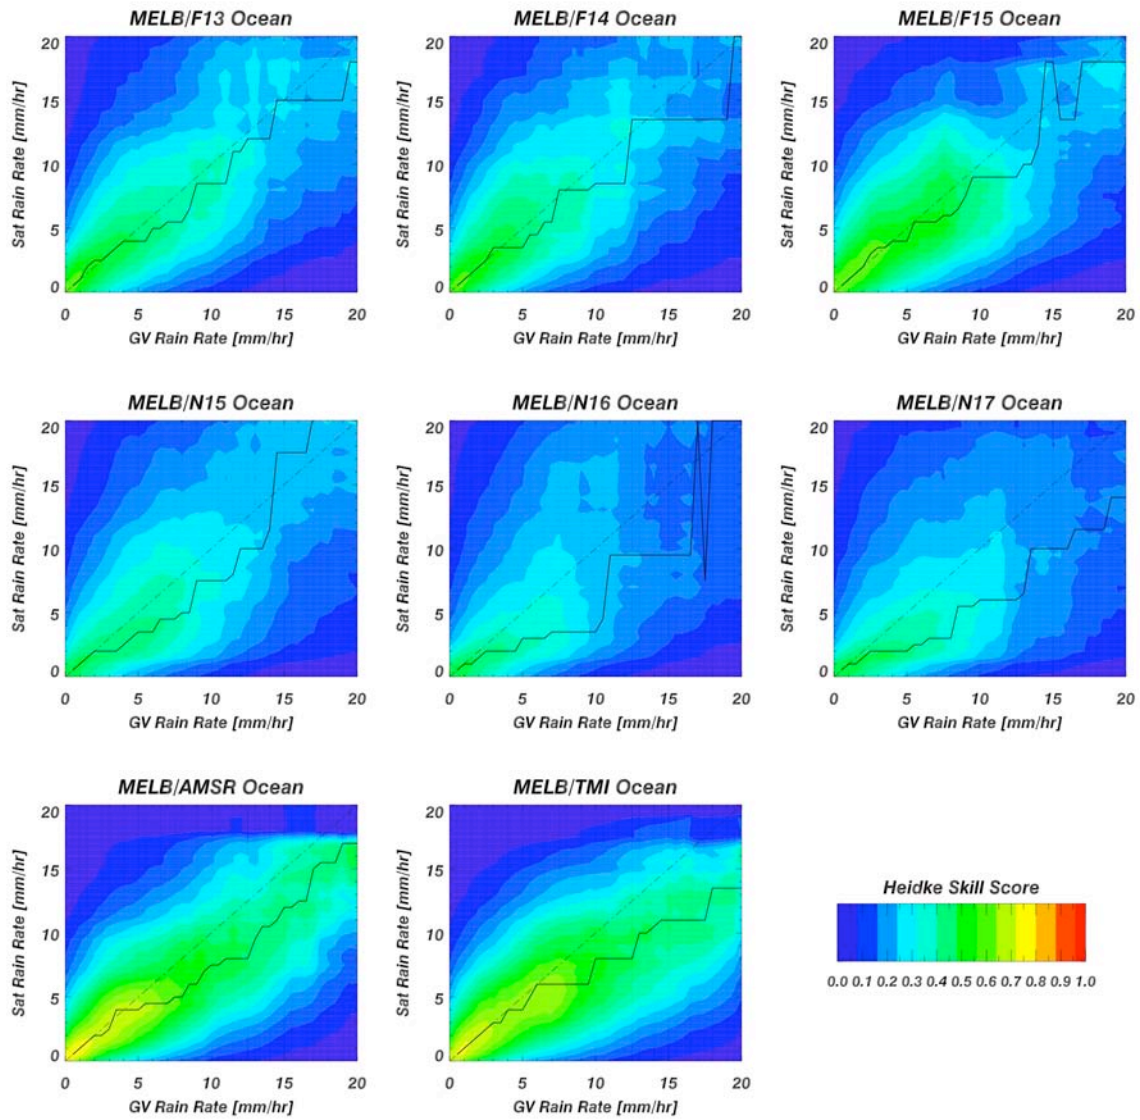 MELB/F13 Ocean
MELB/F14 Ocean
MELB/F15 Ocean
20
15
10
5
0
Sat Rain Rate [mm/hr]
0 5 10 15 20
GV Rain Rate [mm/hr]
20
15
10
5
0
Sat Rain Rate [mm/hr]
0 5 10 15 20
GV Rain Rate [mm/hr]
20
15
10
5
0
Sat Rain Rate [mm/hr]
0 5 10 15 20
GV Rain Rate [mm/hr]
MELB/N15 Ocean
MELB/N16 Ocean
MELB/N17 Ocean
20
15
10
5
0
Sat Rain Rate [mm/hr]
0 5 10 15 20
GV Rain Rate [mm/hr]
20
15
10
5
0
Sat Rain Rate [mm/hr]
0 5 10 15 20
GV Rain Rate [mm/hr]
20
15
10
5
0
Sat Rain Rate [mm/hr]
0 5 10 15 20
GV Rain Rate [mm/hr]
MELB/AMSR Ocean
MELB/TMI Ocean
20
15
10
5
0
Sat Rain Rate [mm/hr]
0 5 10 15 20
GV Rain Rate [mm/hr]
20
15
10
5
0
Sat Rain Rate [mm/hr]
0 5 10 15 20
GV Rain Rate [mm/hr]
Heidke Skill Score
0.0 0.1 0.2 0.3 0.4 0.5 0.6 0.7 0.8 0.9 1.0